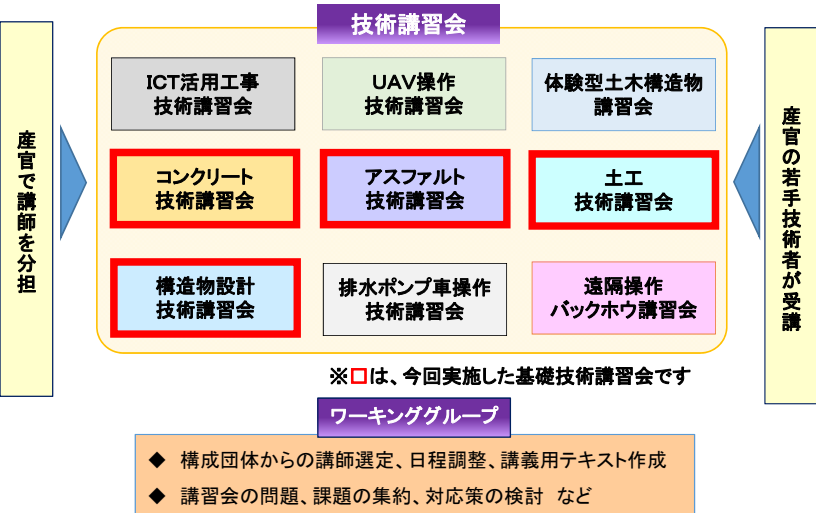 技術講習会
産官で講師を分担
ICT活用工事
技術講習会
UAV操作
技術講習会
体験型土木構造物
講習会
コンクリート
技術講習会
アスファルト
技術講習会
土工
技術講習会
構造物設計
技術講習会
排水ポンプ車操作
技術講習会
遠隔操作
バックホウ講習会
産官の若手技術者が受講
※□は、今回実施した基礎技術講習会です
ワーキンググループ
◆ 構成団体からの講師選定、日程調整、講義用テキスト作成
◆ 講習会の問題、課題の集約、対応策の検討 など